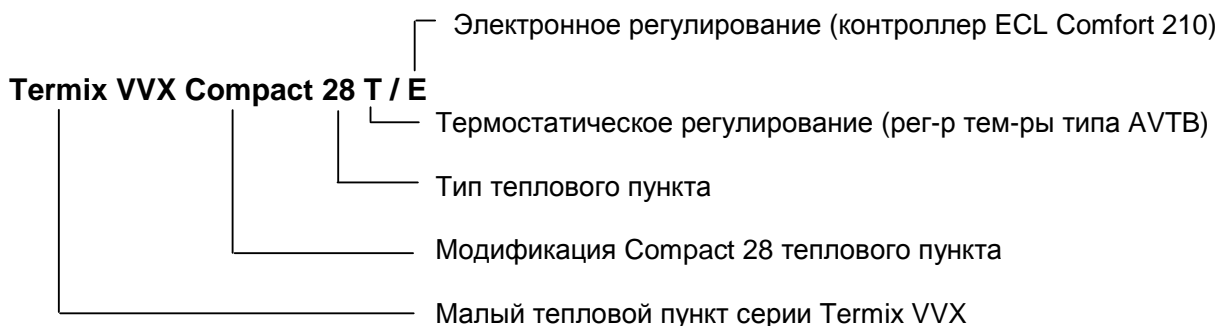 Электронное регулирование (контроллер ECL Comfort 210)
Termix VVX Compact 28 T / E
Термостатическое регулирование (рег-р тем-ры типа AVTB)
Тип теплового пункта
Модификация Compact 28 теплового пункта
Малый тепловой пункт серии Termix VVX